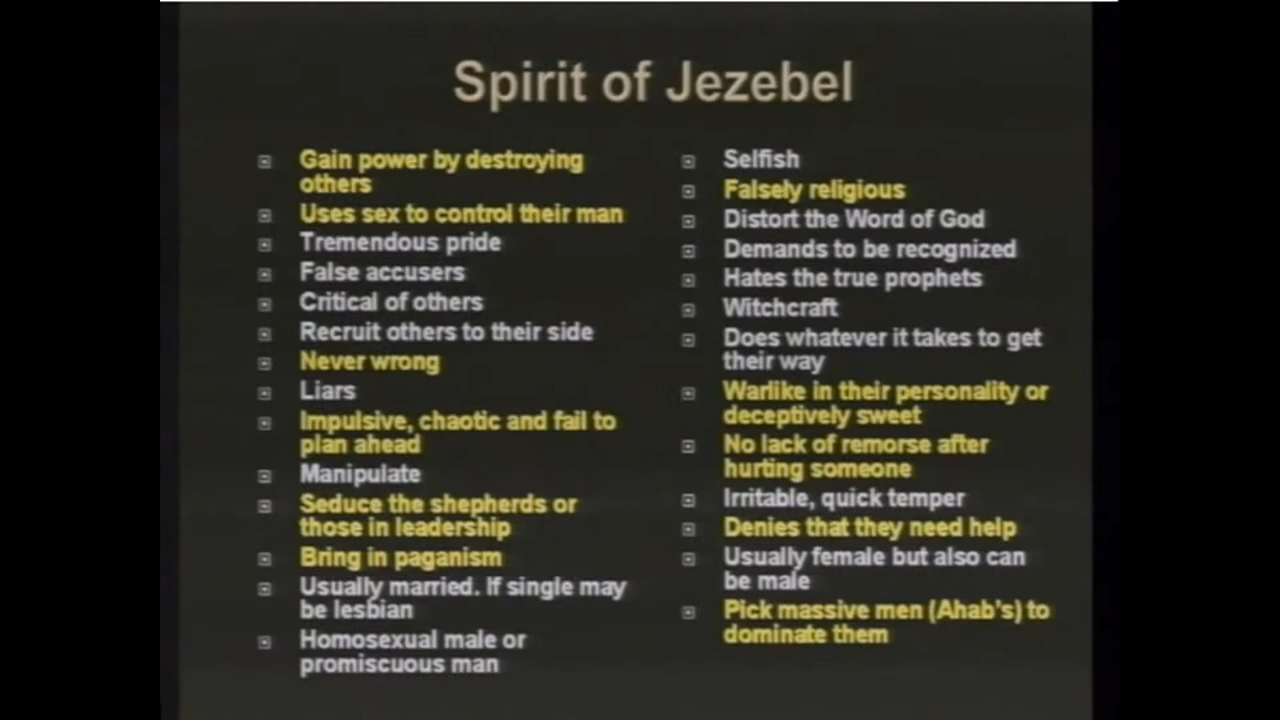 Spirit of Jezebel
Gain power by destroying
others
Uses sex to control their man
Tremendous pride
False accusers
Critical of others
Recruit others to their side
Never wrong
Liars
Impulsive, chaotic and fail to
plan ahead
Manipulate
Seduce the shepherds or
those in leadership
Bring in paganism
Usually married. If single may
be lesbian
Homosexual male or
promiscuous man
Selfish
Falsely religious
Distort the Word of God
Demands to be recognized
Hates the true prophets
Witchcraft
Does whatever it takes to get
their way
Warlike in their personality or
deceptively sweet
No lack of remorse after
hurting someone
Irritable, quick temper
Denies that they need help
Usually female but also can
be male
Pick massive men (Ahab's) to
dominate them